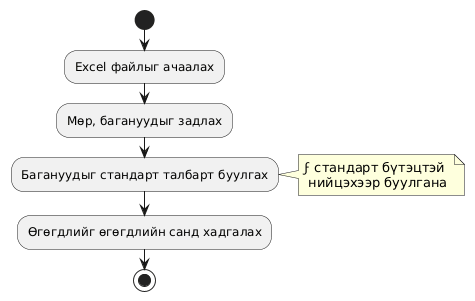 Excel файлыг ачаалах
Мөр, багануудыг задлах
Багануудыг стандарт талбарт буулгах
⨍ стандарт бүтэцтэй
нийцэхээр буулгана
Өгөгдлийг өгөгдлийн санд хадгалах